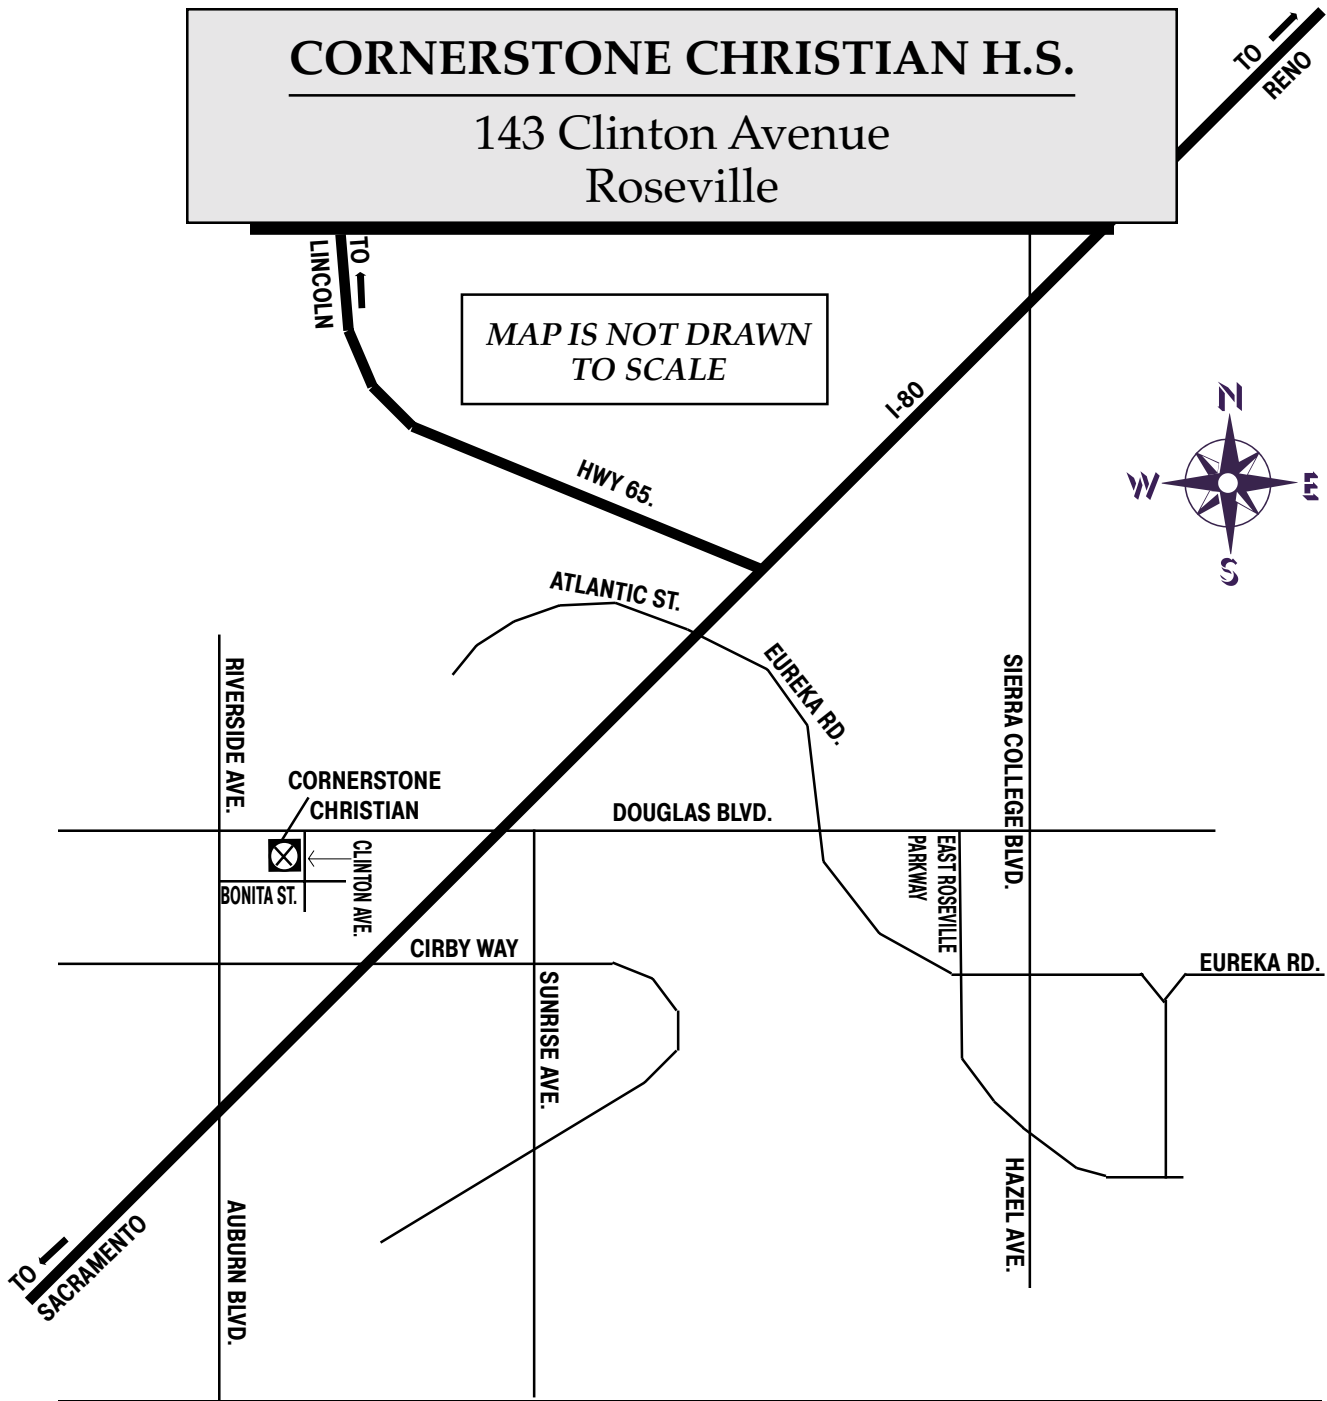 CORNERSTONE CHRISTIAN H.S.
143 Clinton Avenue
Roseville
TO
RENO
TO
LINCOLN
MAP IS NOT DRAWN
TO SCALE
I-80
N
W
E
S
HWY 65.
ATLANTIC ST.
EUREKA RD.
RIVERSIDE AVE.
SIERRA COLLEGE BLVD.
CORNERSTONE
CHRISTIAN
DOUGLAS BLVD.
CLINTON AVE.
BONITA ST.
EAST ROSEVILLE
PARKWAY
CIRBY WAY
EUREKA RD.
SUNRISE AVE.
HAZEL AVE.
AUBURN BLVD.
TO
SACRAMENTO